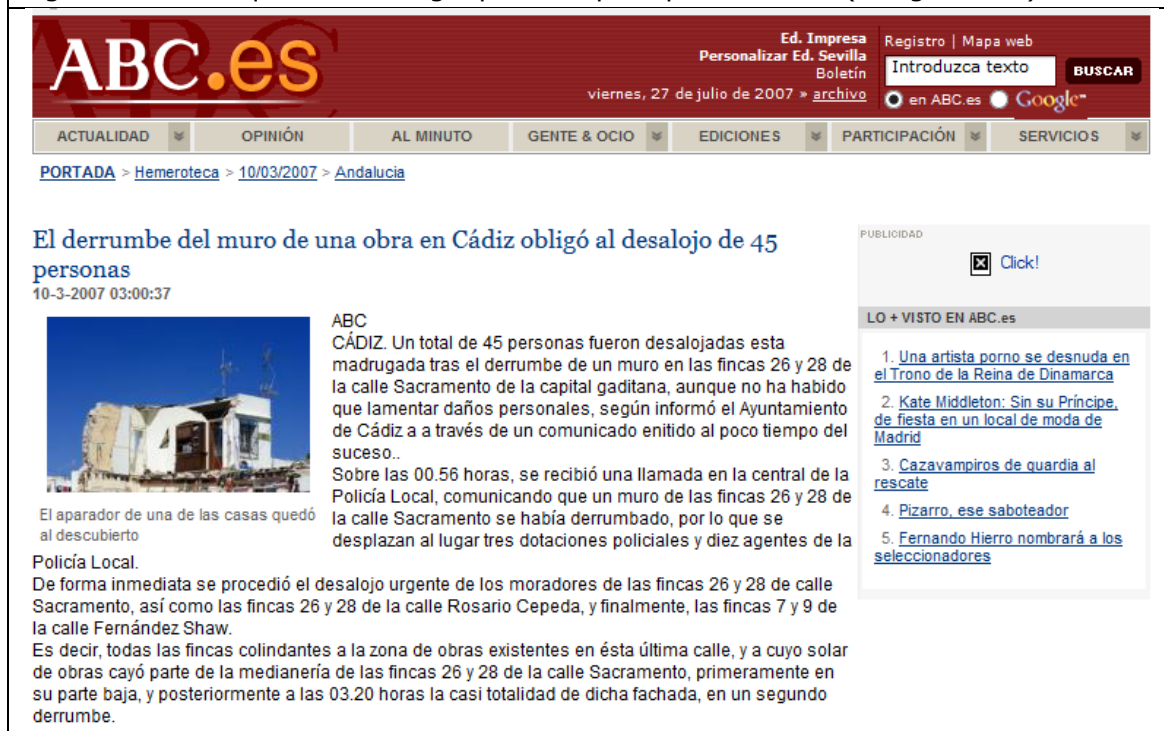 ABC.es
Ed. Impresa
Personalizar Ed. Sevilla
Boletín
viernes, 27 de julio de 2007 » archivo
Registro | Mapa web
Introduzca texto
BUSCAR
en ABC.es Google
ACTUALIDAD OPINIÓN AL MINUTO GENTE & OCIO EDICIONES PARTICIPACIÓN SERVICIOS
PORTADA > Hemeroteca > 10/03/2007 > Andalucia
El derrumbe del muro de una obra en Cádiz obligó al desalojo de 45
personas
10-3-2007 03:00:37
El aparador de una de las casas quedó
al descubierto
ABC
CÁDIZ. Un total de 45 personas fueron desalojadas esta
madrugada tras el derrumbe de un muro en las fincas 26 y 28 de
la calle Sacramento de la capital gaditana, aunque no ha habido
que lamentar daños personales, según informó el Ayuntamiento
de Cádiz a a través de un comunicado enitido al poco tiempo del
suceso..
Sobre las 00.56 horas, se recibió una llamada en la central de la
Policía Local, comunicando que un muro de las fincas 26 y 28 de
la calle Sacramento se había derrumbado, por lo que se
desplazan al lugar tres dotaciones policiales y diez agentes de la
Policía Local.
De forma inmediata se procedió el desalojo urgente de los moradores de las fincas 26 y 28 de calle
Sacramento, así como las fincas 26 y 28 de la calle Rosario Cepeda, y finalmente, las fincas 7 y 9 de
la calle Fernández Shaw.
Es decir, todas las fincas colindantes a la zona de obras existentes en ésta última calle, y a cuyo solar
de obras cayó parte de la medianería de las fincas 26 y 28 de la calle Sacramento, primeramente en
su parte baja, y posteriormente a las 03.20 horas la casi totalidad de dicha fachada, en un segundo
derrumbe.
PUBLICIDAD
Click!
LO + VISTO EN ABC.es
1. Una artista porno se desnuda en
el Trono de la Reina de Dinamarca
2. Kate Middleton: Sin su Príncipe,
de fiesta en un local de moda de
Madrid
3. Cazavampiros de guardia al
rescate
4. Pizarro, ese saboteador
5. Fernando Hierro nombrará a los
seleccionadores